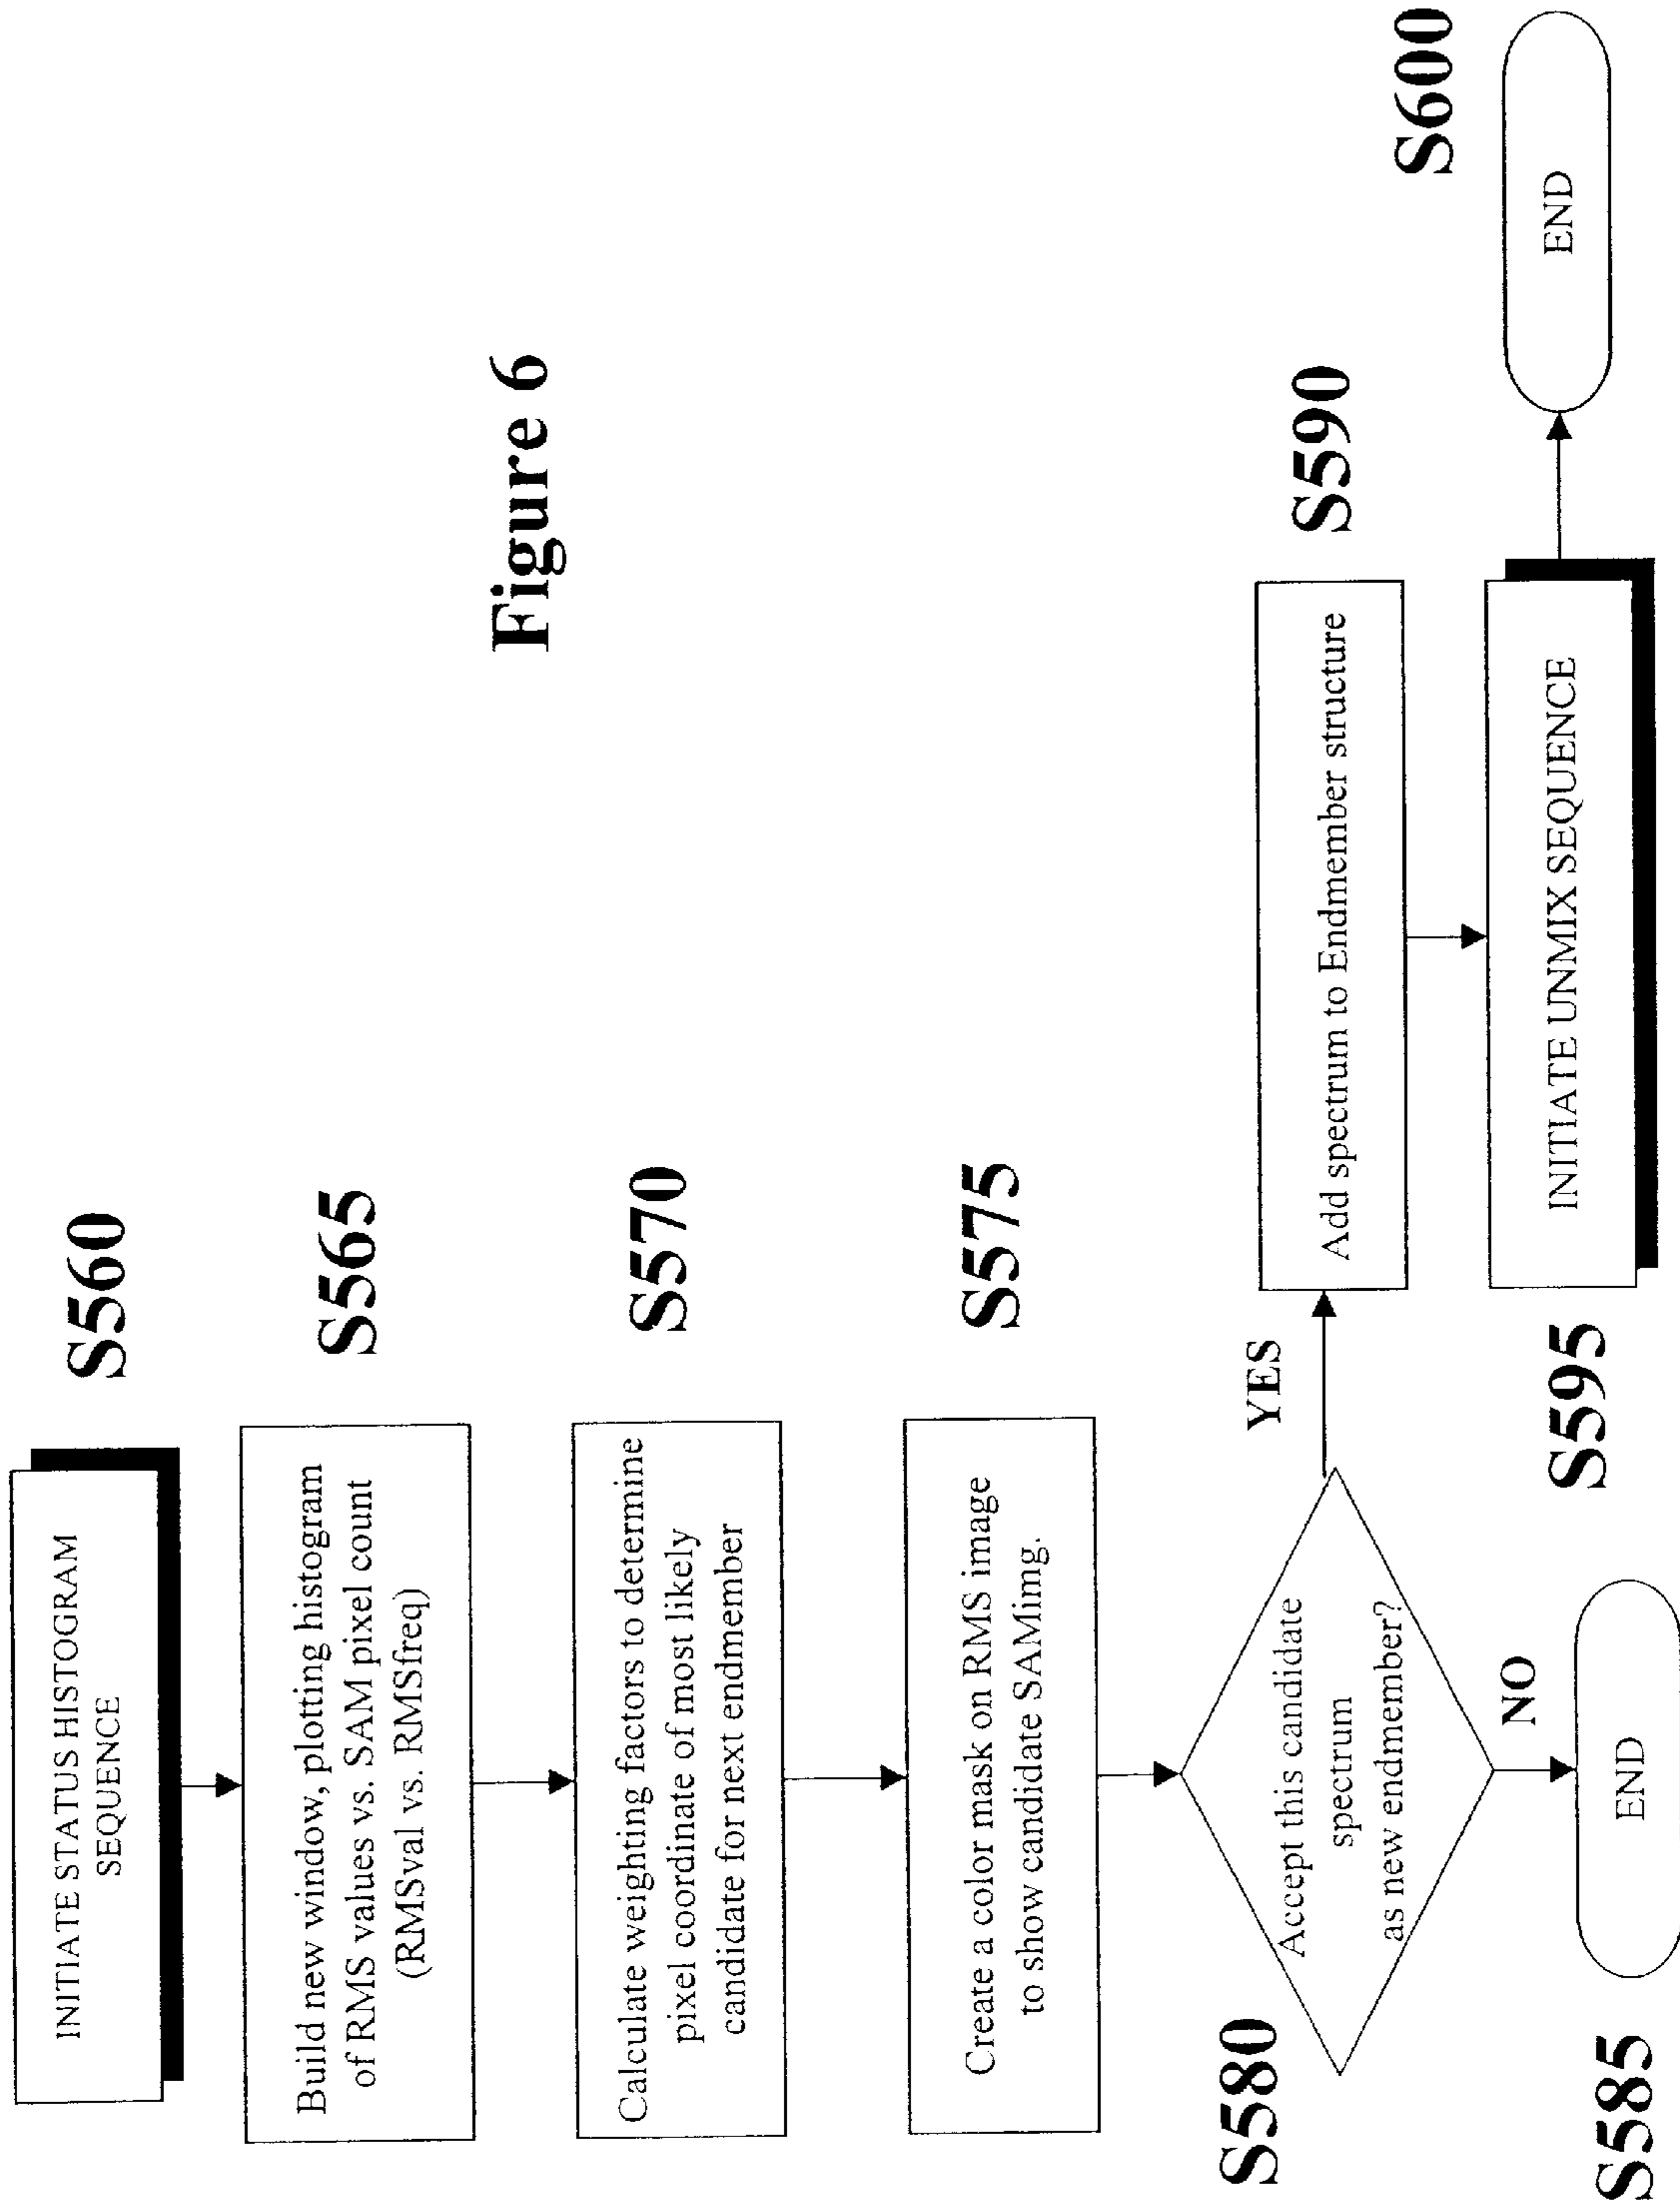 INITIATE STATUS HISTOGRAM
SEQUENCE
S560
Build new window, plotting histogram
of RMS values vs. SAM pixel count
(RMSval vs. RMSfreq)
S565
Calculate weighting factors to determine
pixel coordinate of most likely
candidate for next endmember
S570
Create a color mask on RMS image
to show candidate SAMimg.
S575
S580
Accept this candidate
spectrum
as new endmember?
YES
NO
S585
END
Add spectrum to Endmember structure
S590
S595
INITIATE UNMIX SEQUENCE
END
S600
Figure 6